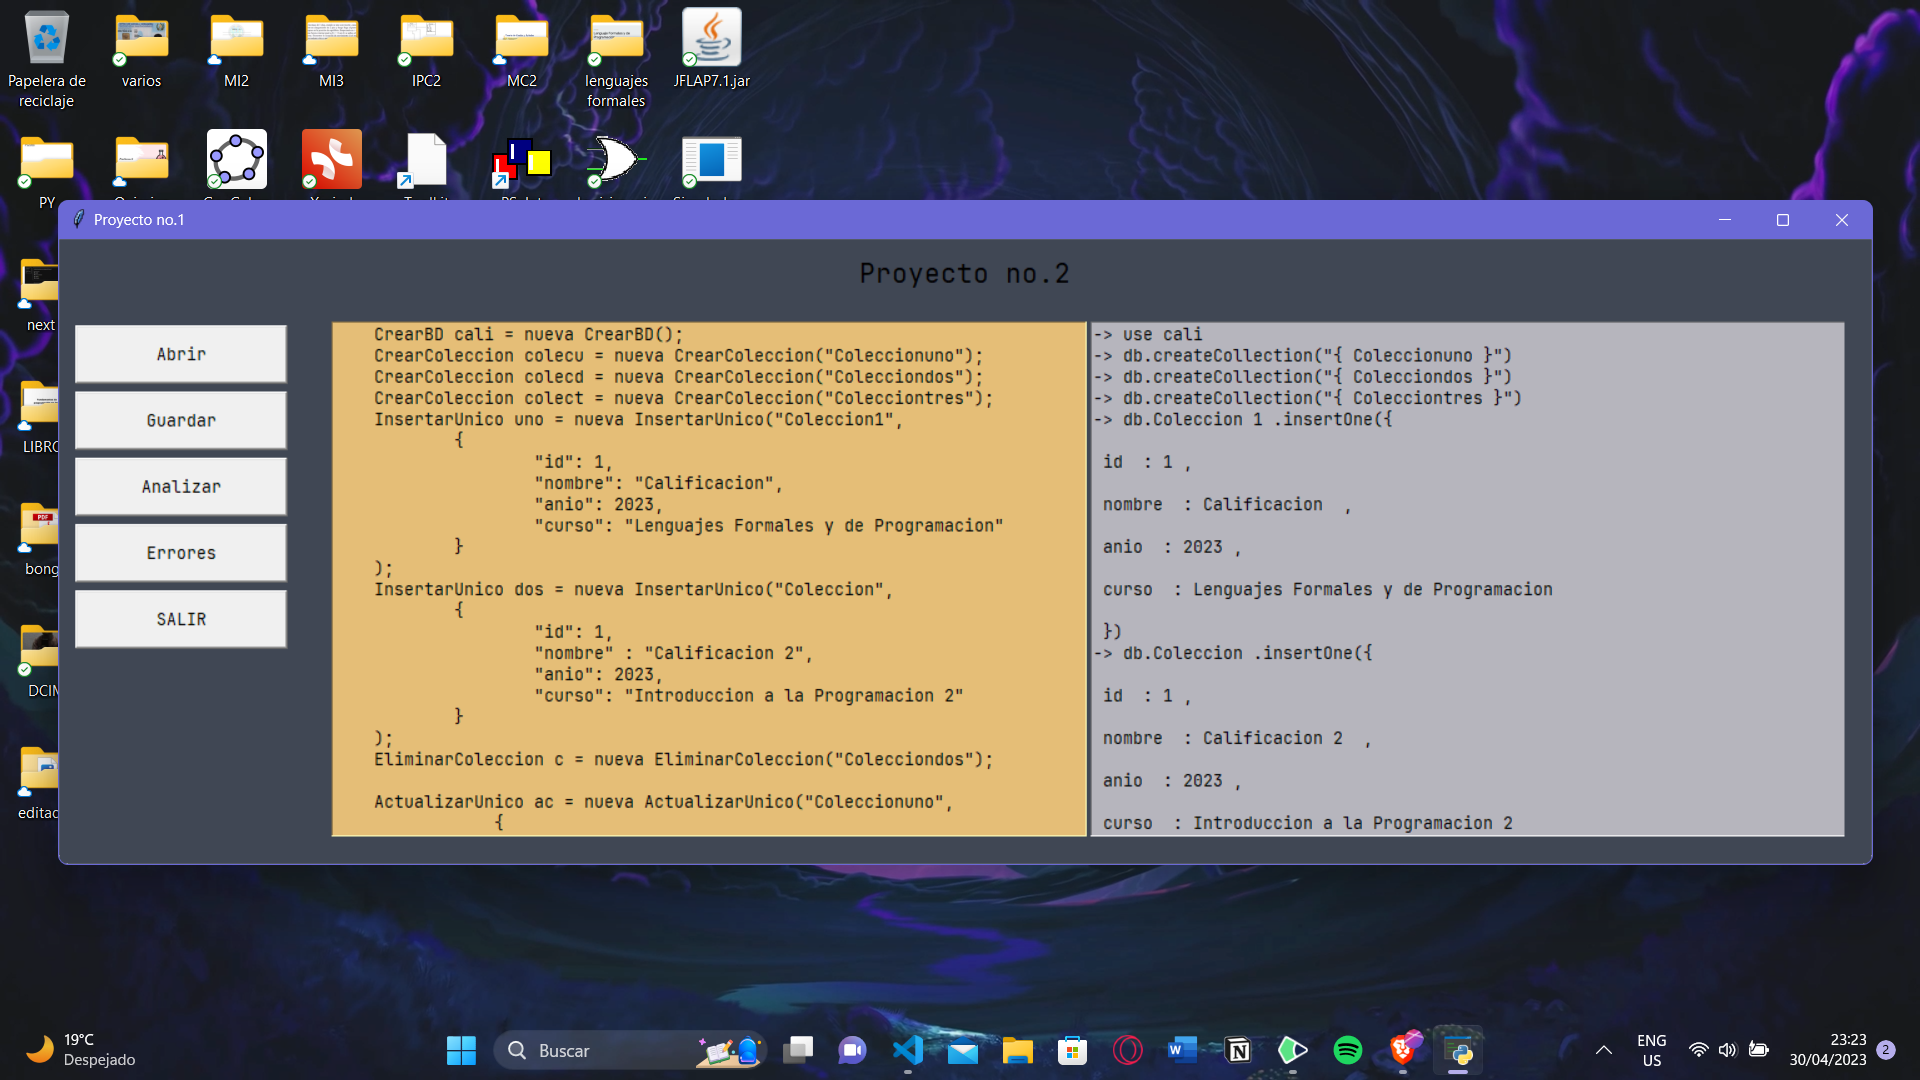 Papelera de reciclaje
varios
MI2
MI3
IPC2
MC2
lenguajes formales
JFLAP7.1.jar
PY
next
LIBRO
bong
DCIM
editac
Proyecto no.1
Proyecto no.2
Abrir
Guardar
Analizar
Errores
SALIR
CrearBD cali = nueva CrearBD();
CrearColeccion colecu = nueva CrearColeccion("Coleccionuno");
CrearColeccion colecd = nueva CrearColeccion("Colecciondos");
CrearColeccion colect = nueva CrearColeccion("Colecciontres");
InsertarUnico uno = nueva InsertarUnico("Coleccion1",
{
"id": 1,
"nombre": "Calificacion",
"anio": 2023,
"curso": "Lenguajes Formales y de Programacion"
}
);
InsertarUnico dos = nueva InsertarUnico("Coleccion",
{
"id": 1,
"nombre" : "Calificacion 2",
"anio": 2023,
"curso": "Introduccion a la Programacion 2"
}
);
EliminarColeccion c = nueva EliminarColeccion("Colecciondos");
ActualizarUnico ac = nueva ActualizarUnico("Coleccionuno",
{
-> use cali
-> db.createCollection("{ Coleccionuno }")
-> db.createCollection("{ Colecciondos }")
-> db.createCollection("{ Colecciontres }")
-> db.Coleccion 1 .insertOne({
id  : 1 ,
nombre  : Calificacion  ,
anio  : 2023 ,
curso  : Lenguajes Formales y de Programacion
})
-> db.Coleccion .insertOne({
id  : 1 ,
nombre  : Calificacion 2  ,
anio  : 2023 ,
curso  : Introduccion a la Programacion 2
19°C
Despejado
Buscar
ENG
US
23:23
30/04/2023
2